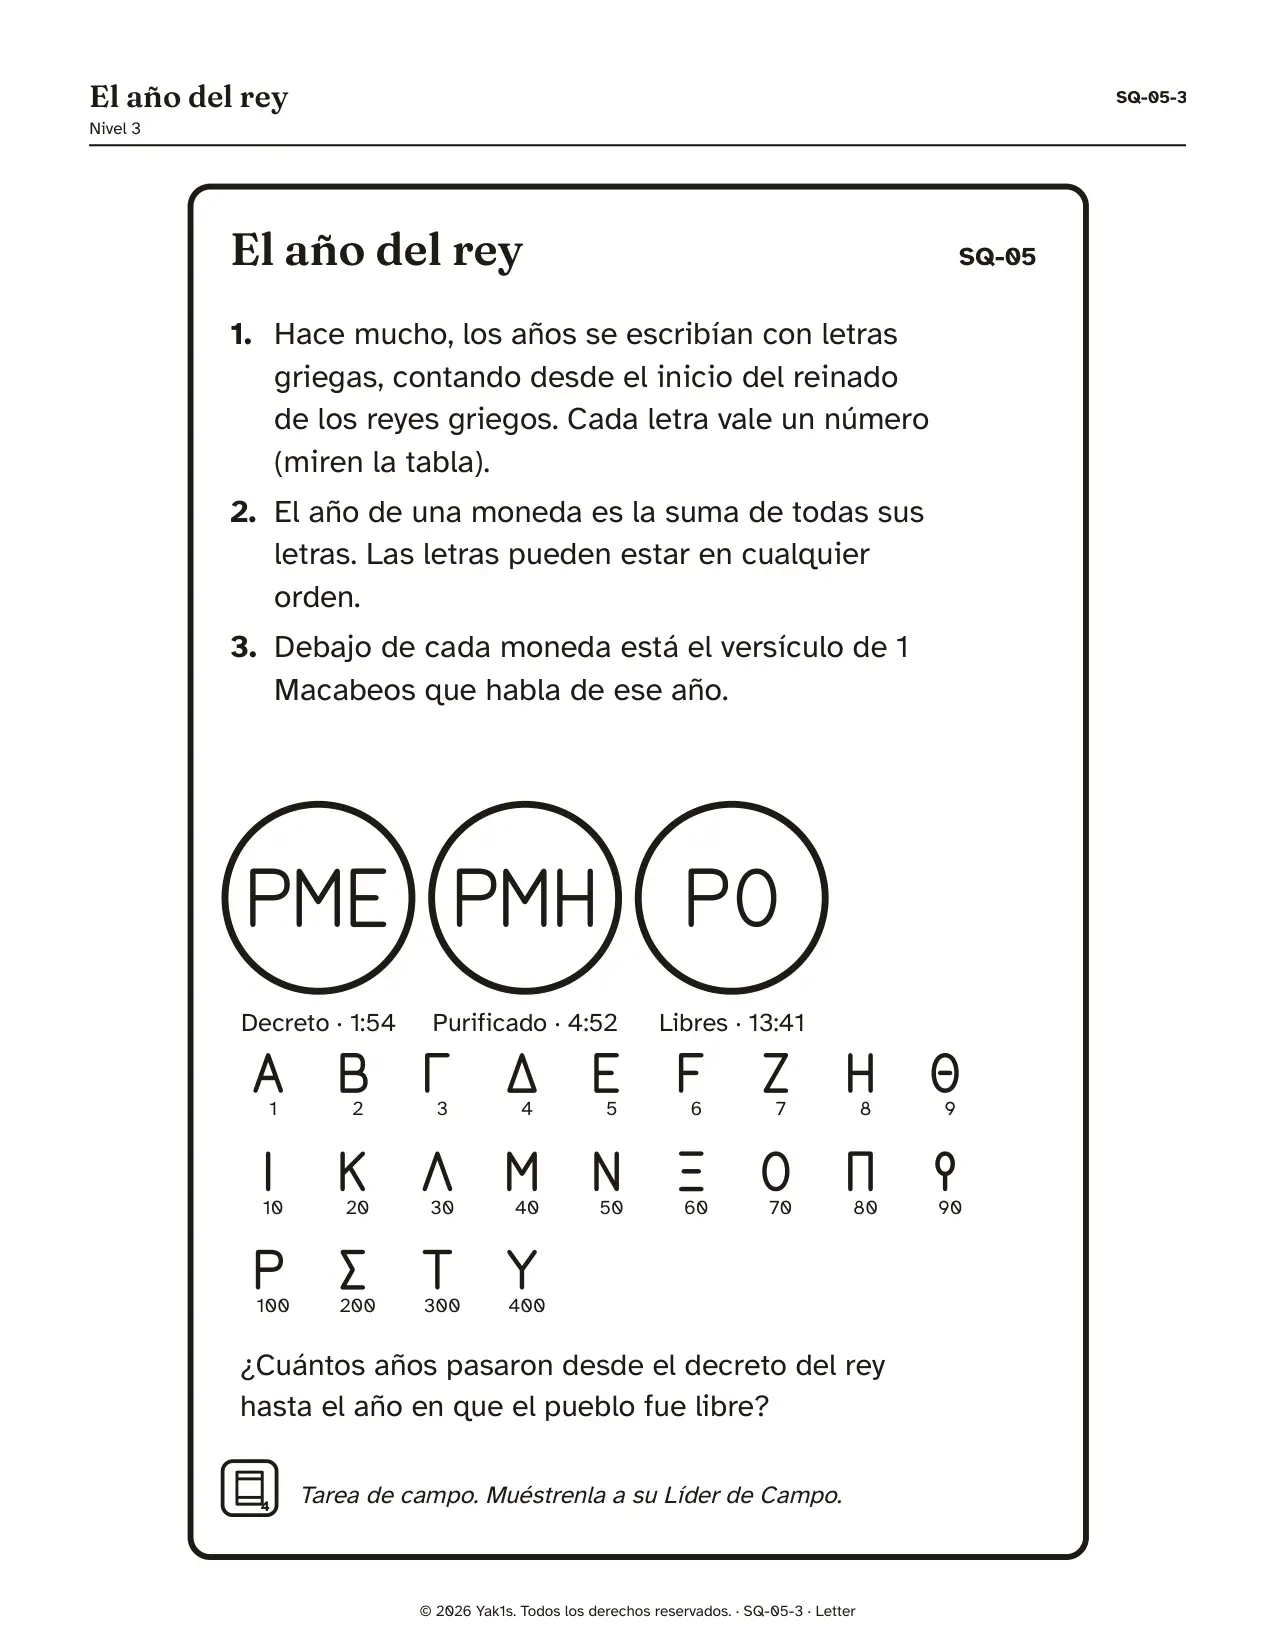 El año del rey
SQ-05-3
Nivel 3
El año del rey
SQ-05
1. Hace mucho, los años se escribían con letras
griegas, contando desde el inicio del reinado
de los reyes griegos. Cada letra vale un número
(miren la tabla).
2. El año de una moneda es la suma de todas sus
letras. Las letras pueden estar en cualquier
orden.
3. Debajo de cada moneda está el versículo de 1
Macabeos que habla de ese año.
ΡΜΕ ΡΜΗ ΡΟ
Decreto · 1:54 Purificado · 4:52 Libres · 13:41
Α Β Γ Δ Ε F Ζ Η Θ
1 2 3 4 5 6 7 8 9
Ι Κ Λ Μ Ν Ξ Ο Π Ϙ
10 20 30 40 50 60 70 80 90
Ρ Σ Τ Υ
100 200 300 400
¿Cuántos años pasaron desde el decreto del rey
hasta el año en que el pueblo fue libre?
4
Tarea de campo. Muéstrenla a su Líder de Campo.
© 2026 Yak1s. Todos los derechos reservados. · SQ-05-3 · Letter